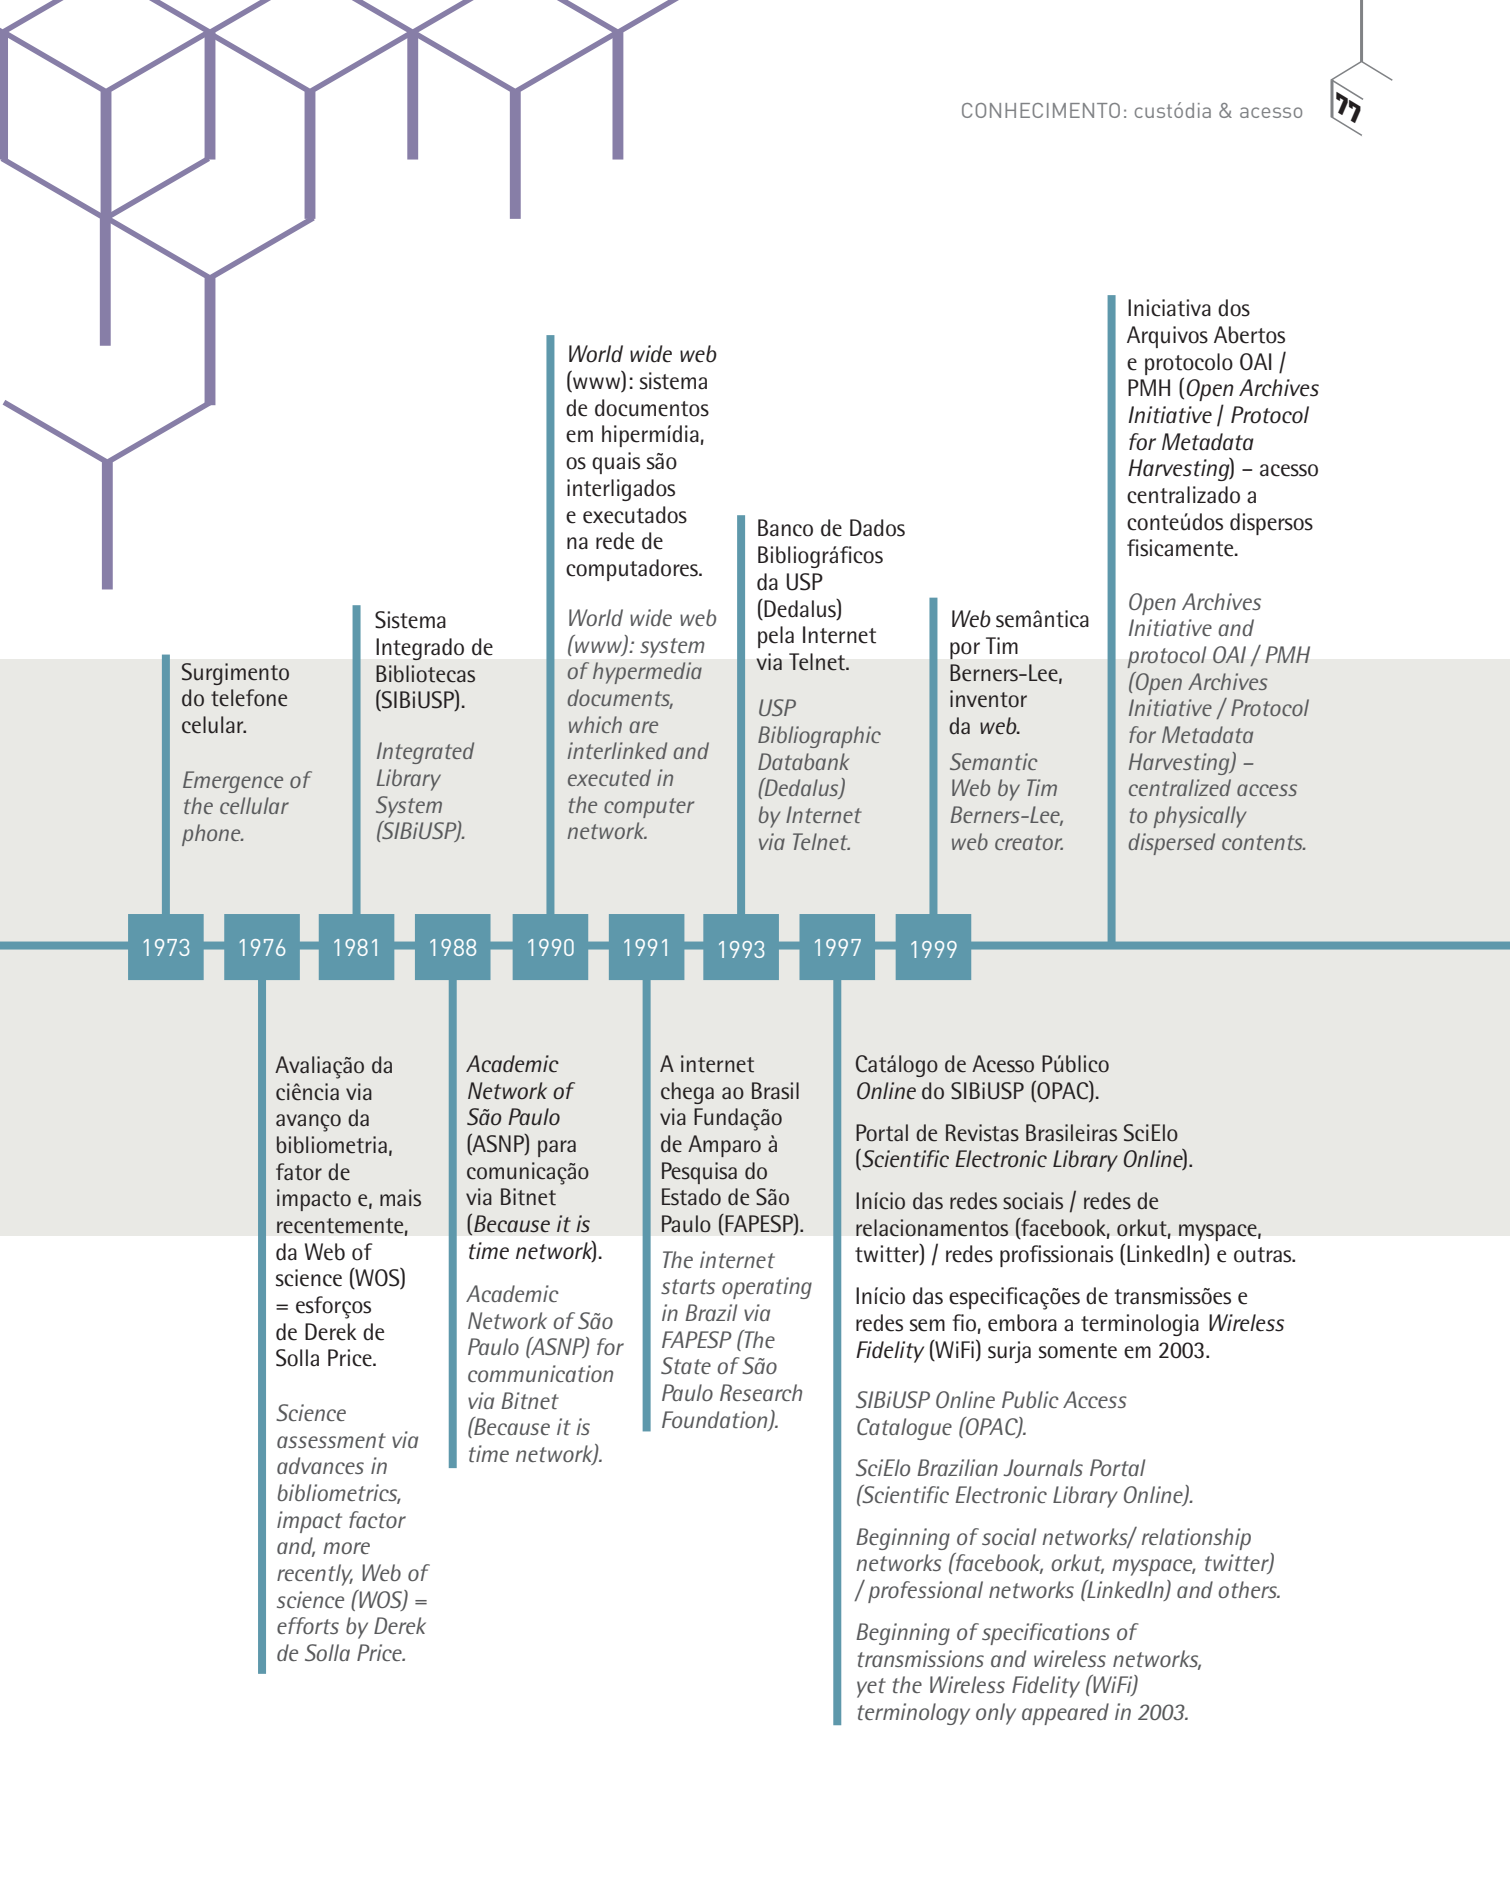 CONHECIMENTO: custódia & acesso
77
Surgimento
do telefone
celular.
Emergence of
the cellular
phone.
Sistema
Integrado de
Bibliotecas
(SIBiUSP).
Integrated
Library
System
(SIBiUSP).
World wide web
(www): sistema
de documentos
em hipermídia,
os quais são
interligados
e executados
na rede de
computadores.
World wide web
(www): system
of hypermedia
documents,
which are
interlinked and
executed in
the computer
network.
Banco de Dados
Bibliográficos
da USP
(Dedalus)
pela Internet
via Telnet.
USP
Bibliographic
Databank
(Dedalus)
by Internet
via Telnet.
Web semântica
por Tim
Berners-Lee,
inventor
da web.
Semantic
Web by Tim
Berners-Lee,
web creator.
Iniciativa dos
Arquivos Abertos
e protocolo OAI /
PMH (Open Archives
Initiative / Protocol
for Metadata
Harvesting) – acesso
centralizado a
conteúdos dispersos
fisicamente.
Open Archives
Initiative and
protocol OAI / PMH
(Open Archives
Initiative / Protocol
for Metadata
Harvesting) –
centralized access
to physically
dispersed contents.
1973
1976
1981
1988
1990
1991
1993
1997
1999
Avaliação da
ciência via
avanço da
bibliometria,
fator de
impacto e, mais
recentemente,
da Web of
science (WOS)
= esforços
de Derek de
Solla Price.
Science
assessment via
advances in
bibliometrics,
impact factor
and, more
recently, Web of
science (WOS) =
efforts by Derek
de Solla Price.
Academic
Network of
São Paulo
(ASNP) para
comunicação
via Bitnet
(Because it is
time network).
Academic
Network of São
Paulo (ASNP) for
communication
via Bitnet
(Because it is
time network).
A internet
chega ao Brasil
via Fundação
de Amparo à
Pesquisa do
Estado de São
Paulo (FAPESP).
The internet
starts operating
in Brazil via
FAPESP (The
State of São
Paulo Research
Foundation).
Catálogo de Acesso Público
Online do SIBiUSP (OPAC).
Portal de Revistas Brasileiras SciElo
(Scientific Electronic Library Online).
Início das redes sociais / redes de
relacionamentos (facebook, orkut, myspace,
twitter) / redes profissionais (LinkedIn) e outras.
Início das especificações de transmissões e
redes sem fio, embora a terminologia Wireless
Fidelity (WiFi) surja somente em 2003.
SIBiUSP Online Public Access
Catalogue (OPAC).
SciElo Brazilian Journals Portal
(Scientific Electronic Library Online).
Beginning of social networks/ relationship
networks (facebook, orkut, myspace, twitter)
/ professional networks (LinkedIn) and others.
Beginning of specifications of
transmissions and wireless networks,
yet the Wireless Fidelity (WiFi)
terminology only appeared in 2003.